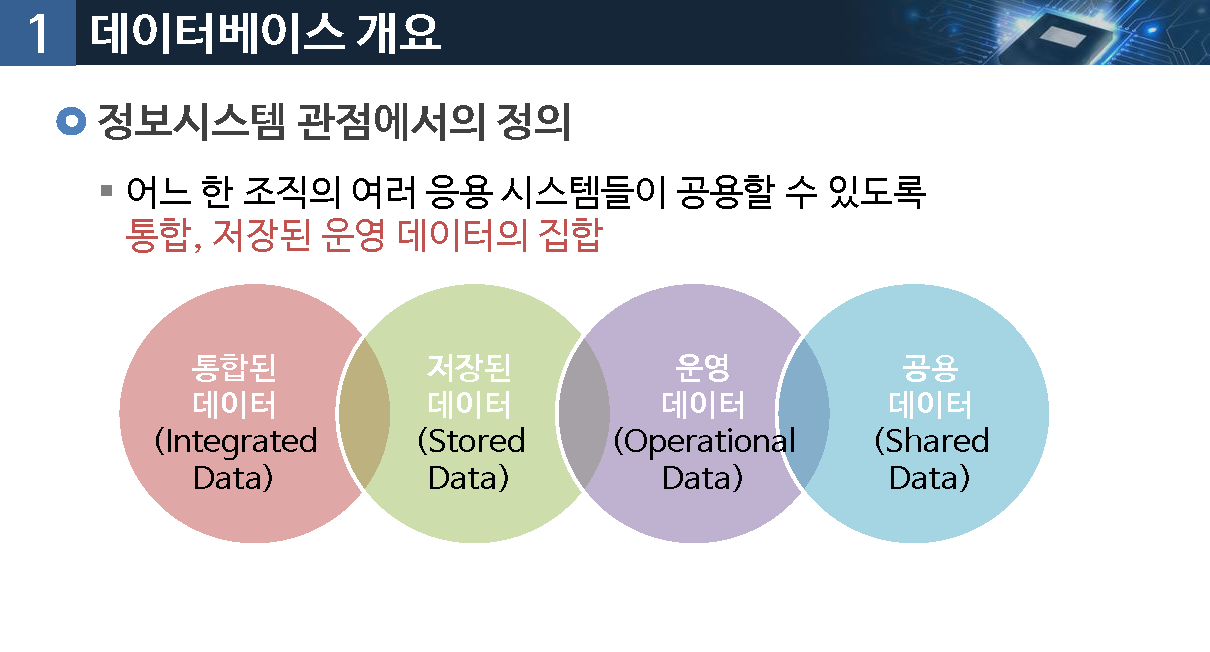 1 데이터베이스 개요
정보시스템 관점에서의 정의
어느 한 조직의 여러 응용 시스템들이 공용할 수 있도록
통합, 저장된 운영 데이터의 집합
통합된
데이터
(Integrated
Data)
저장된
데이터
(Stored
Data)
운영
데이터
(Operational
Data)
공용
데이터
(Shared
Data)